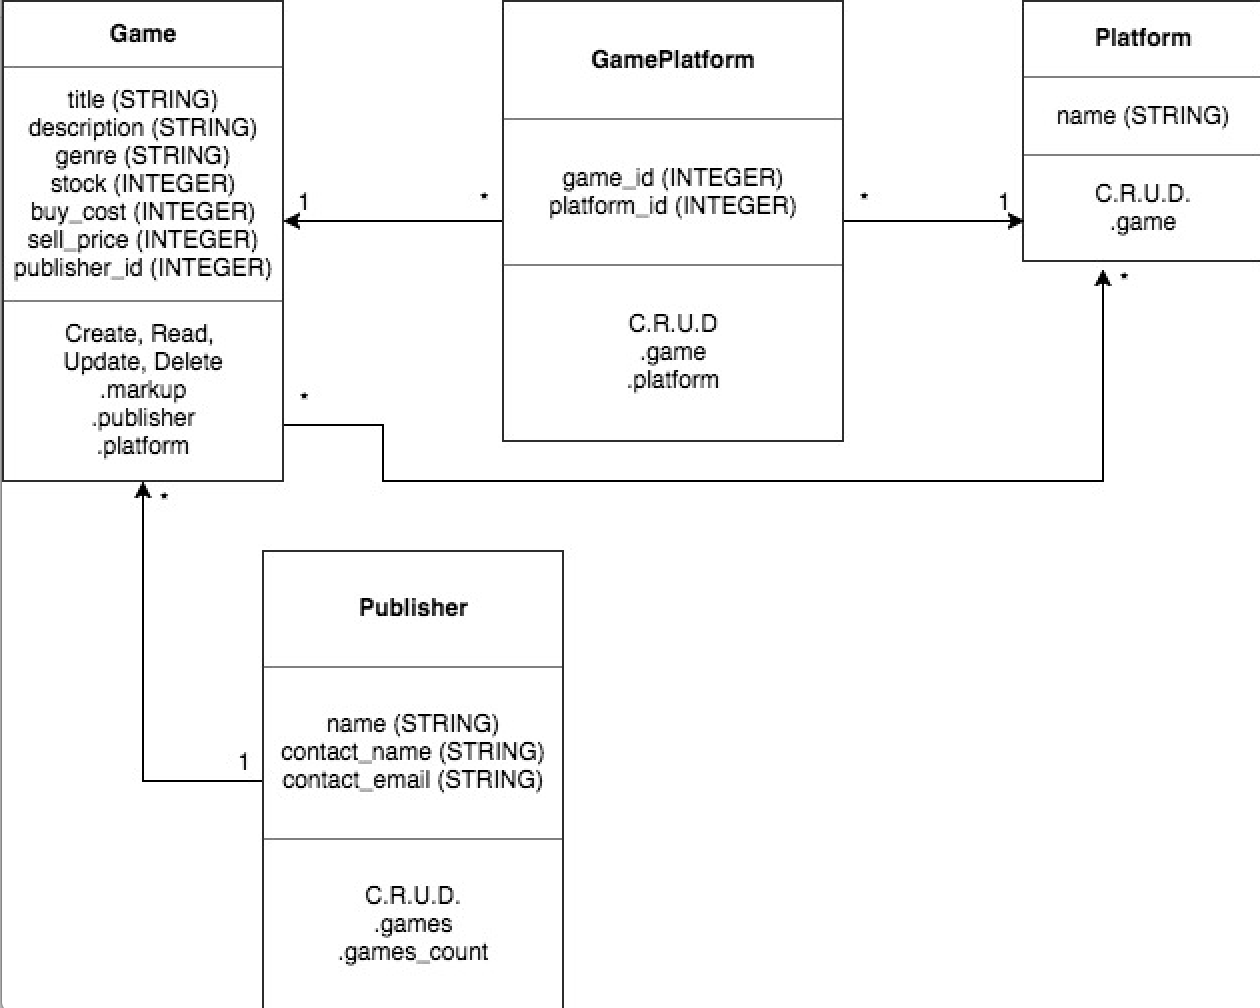 Game
title (STRING)
description (STRING)
genre (STRING)
stock (INTEGER)
buy_cost (INTEGER)
sell_price (INTEGER)
publisher_id (INTEGER)
Create, Read,
Update, Delete
.markup
.publisher
.platform
1
*
GamePlatform
game_id (INTEGER)
platform_id (INTEGER)
C.R.U.D
.game
.platform
*
1
Platform
name (STRING)
C.R.U.D.
.game
*
*
*
1
Publisher
name (STRING)
contact_name (STRING)
contact_email (STRING)
C.R.U.D.
.games
.games_count